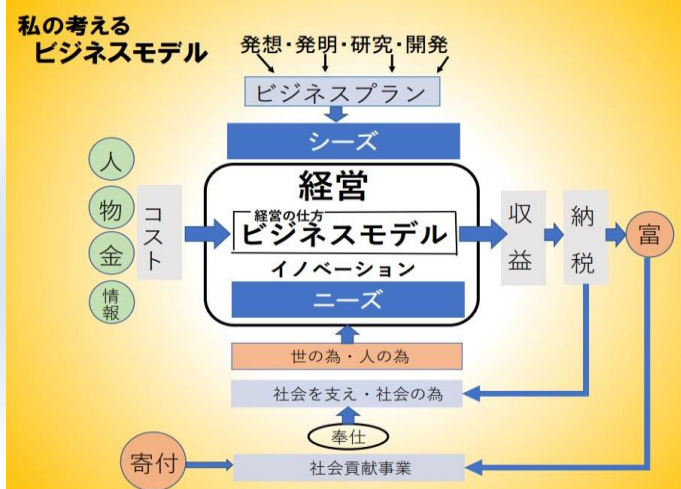 私の考える
ビジネスモデル
発想・発明・研究・開発
ビジネスプラン
シーズ
人
物
金
情報
コスト
経営
経営の仕方
ビジネスモデル
イノベーション
ニーズ
収益
納税
富
世の為・人の為
社会を支え・社会の為
奉仕
寄付
社会貢献事業